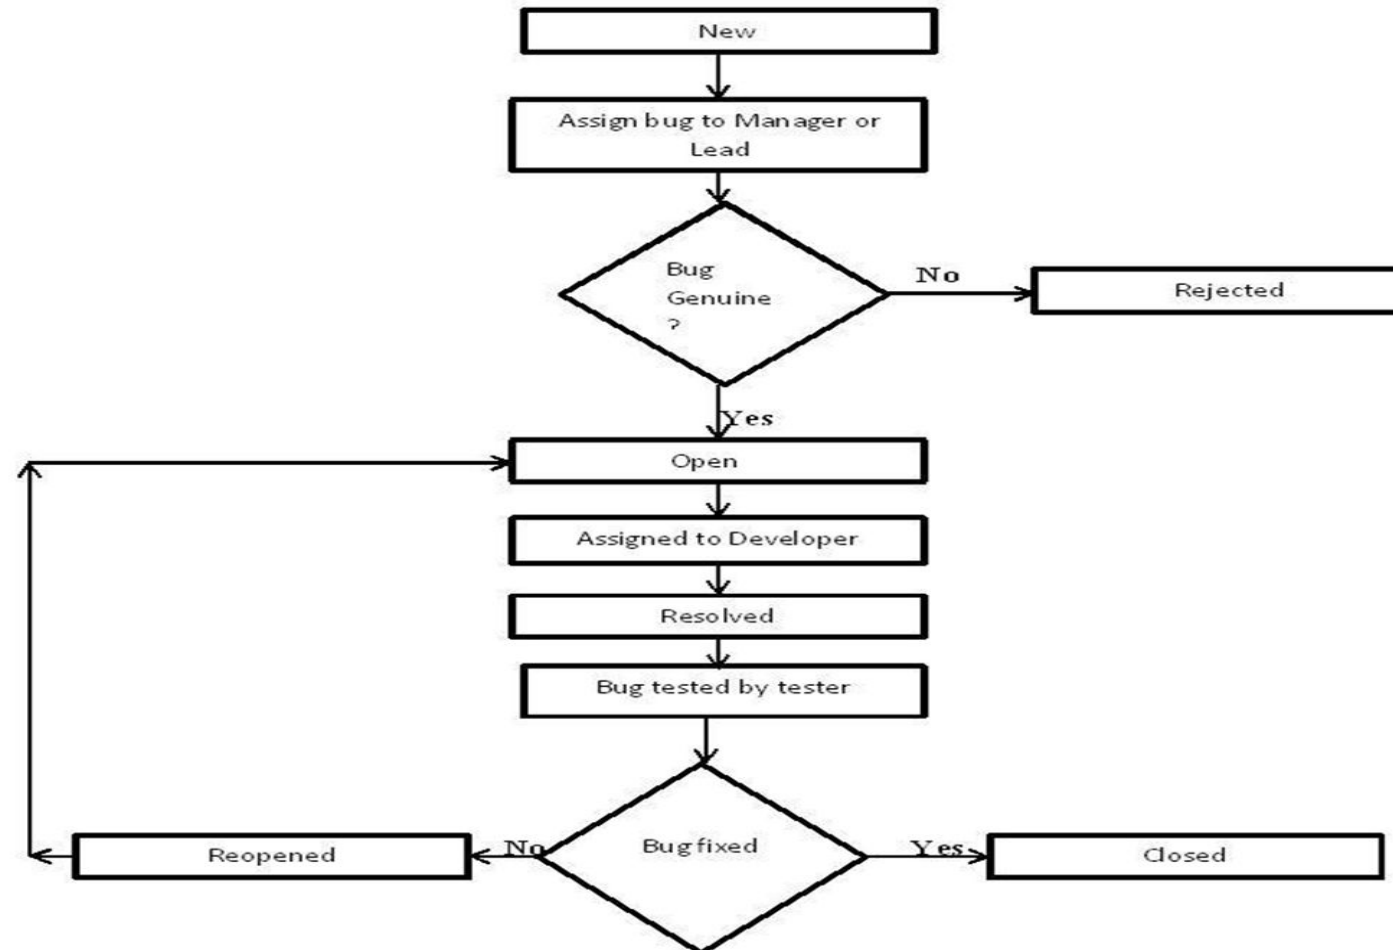 New
Assign bug to Manager or
Lead
Bug
Genuine
?
No
Rejected
Yes
Open
Assigned to Developer
Resolved
Bug tested by tester
Reopened
No
Bug fixed
Yes
Closed